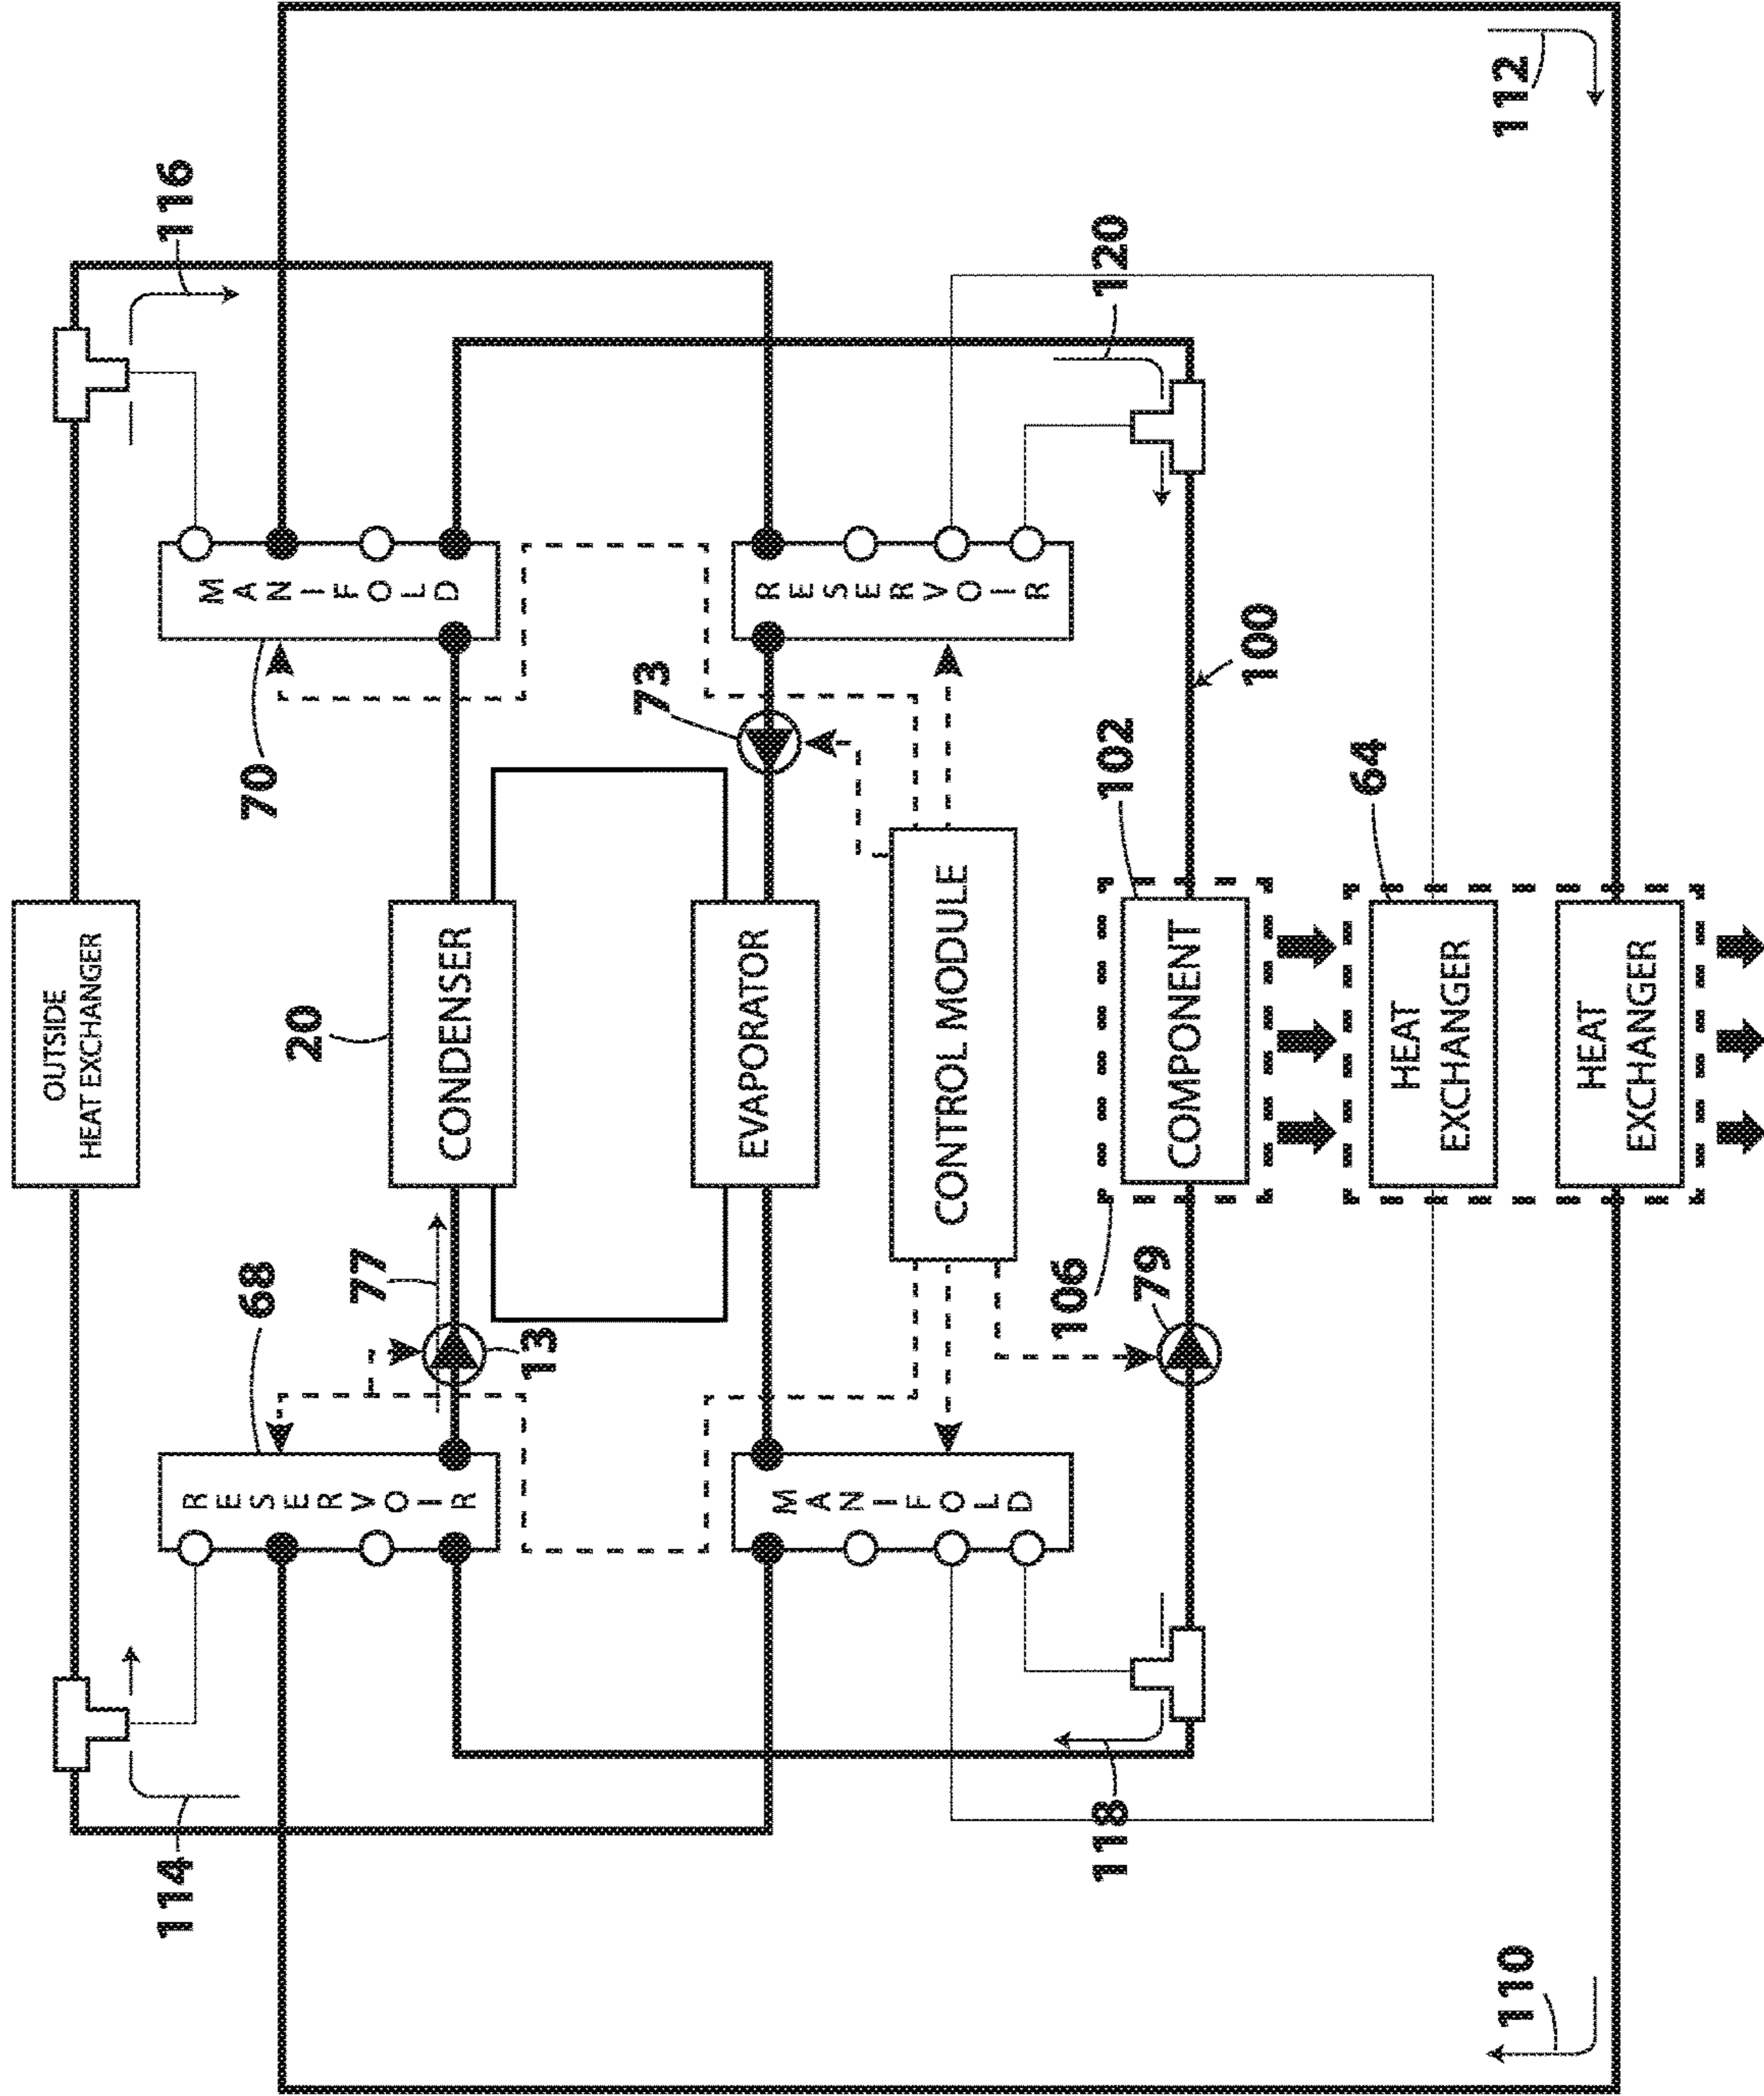 OUTSIDE
HEAT EXCHANGER
114
116
68
RESERVOIR
77
13
20
CONDENSER
70
MANIFOLD
MANIFOLD
EVAPORATOR
73
RESERVOIR
CONTROL MODULE
118
120
106
79
COMPONENT
102
100
HEAT
EXCHANGER
64
110
HEAT
EXCHANGER
112